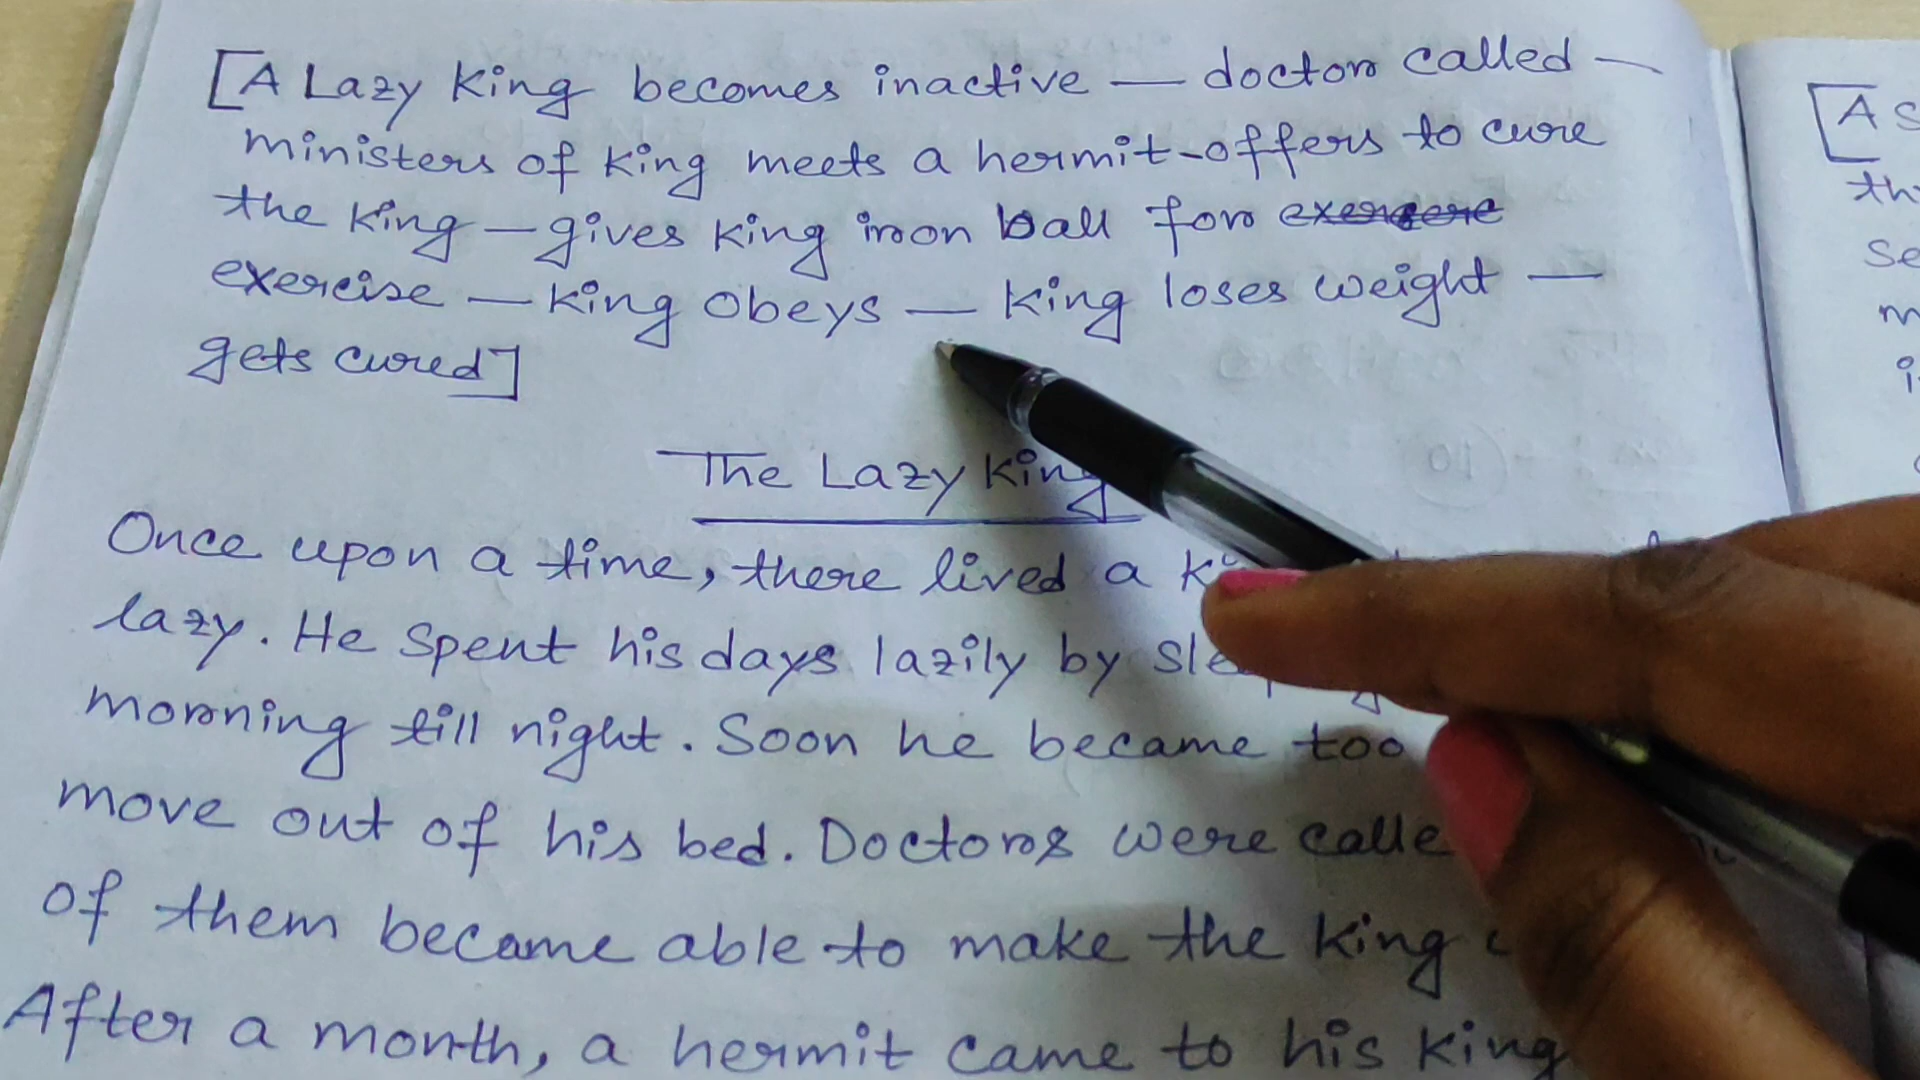 [A Lazy King becomes inactive — doctor called —
ministers of King meets a hermit - offers to cure
the King — gives King iron ball for
exercise — King obeys — King loses weight —
gets cured]
The Lazy King
Once upon a time, there lived a
lazy. He spent his days lazily by
morning till night. Soon he became too
move out of his bed. Doctors were
of them became able to make the King
After a month, a hermit came to his
[A